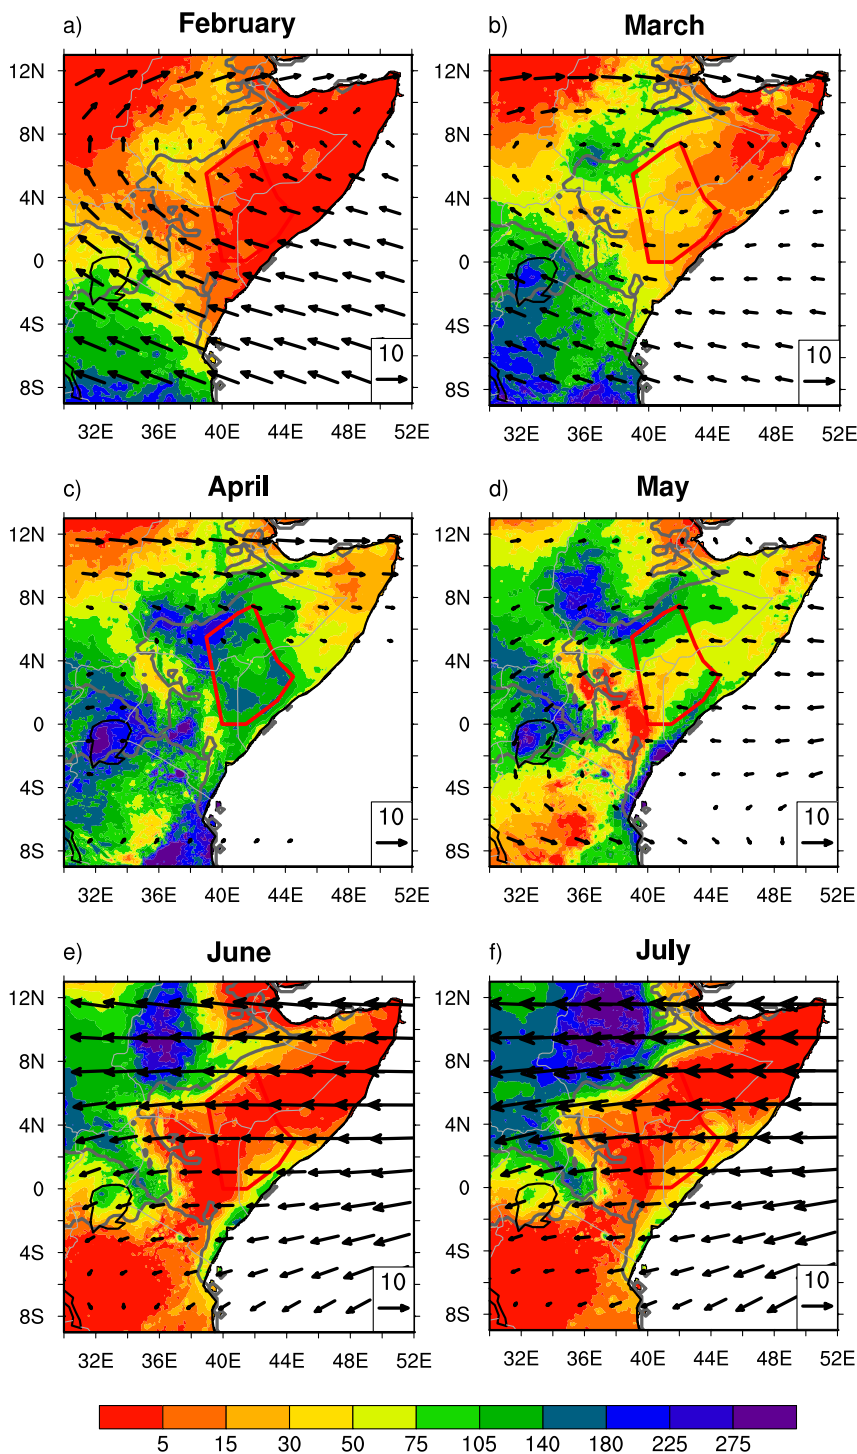 a) February
b) March
12N
8N
4N
0
4S
8S
10
32E 36E 40E 44E 48E 52E
12N
8N
4N
0
4S
8S
10
32E 36E 40E 44E 48E 52E
c) April
d) May
12N
8N
4N
0
4S
8S
10
32E 36E 40E 44E 48E 52E
12N
8N
4N
0
4S
8S
10
32E 36E 40E 44E 48E 52E
e) June
f) July
12N
8N
4N
0
4S
8S
10
32E 36E 40E 44E 48E 52E
12N
8N
4N
0
4S
8S
10
32E 36E 40E 44E 48E 52E
5 15 30 50 75 105 140 180 225 275